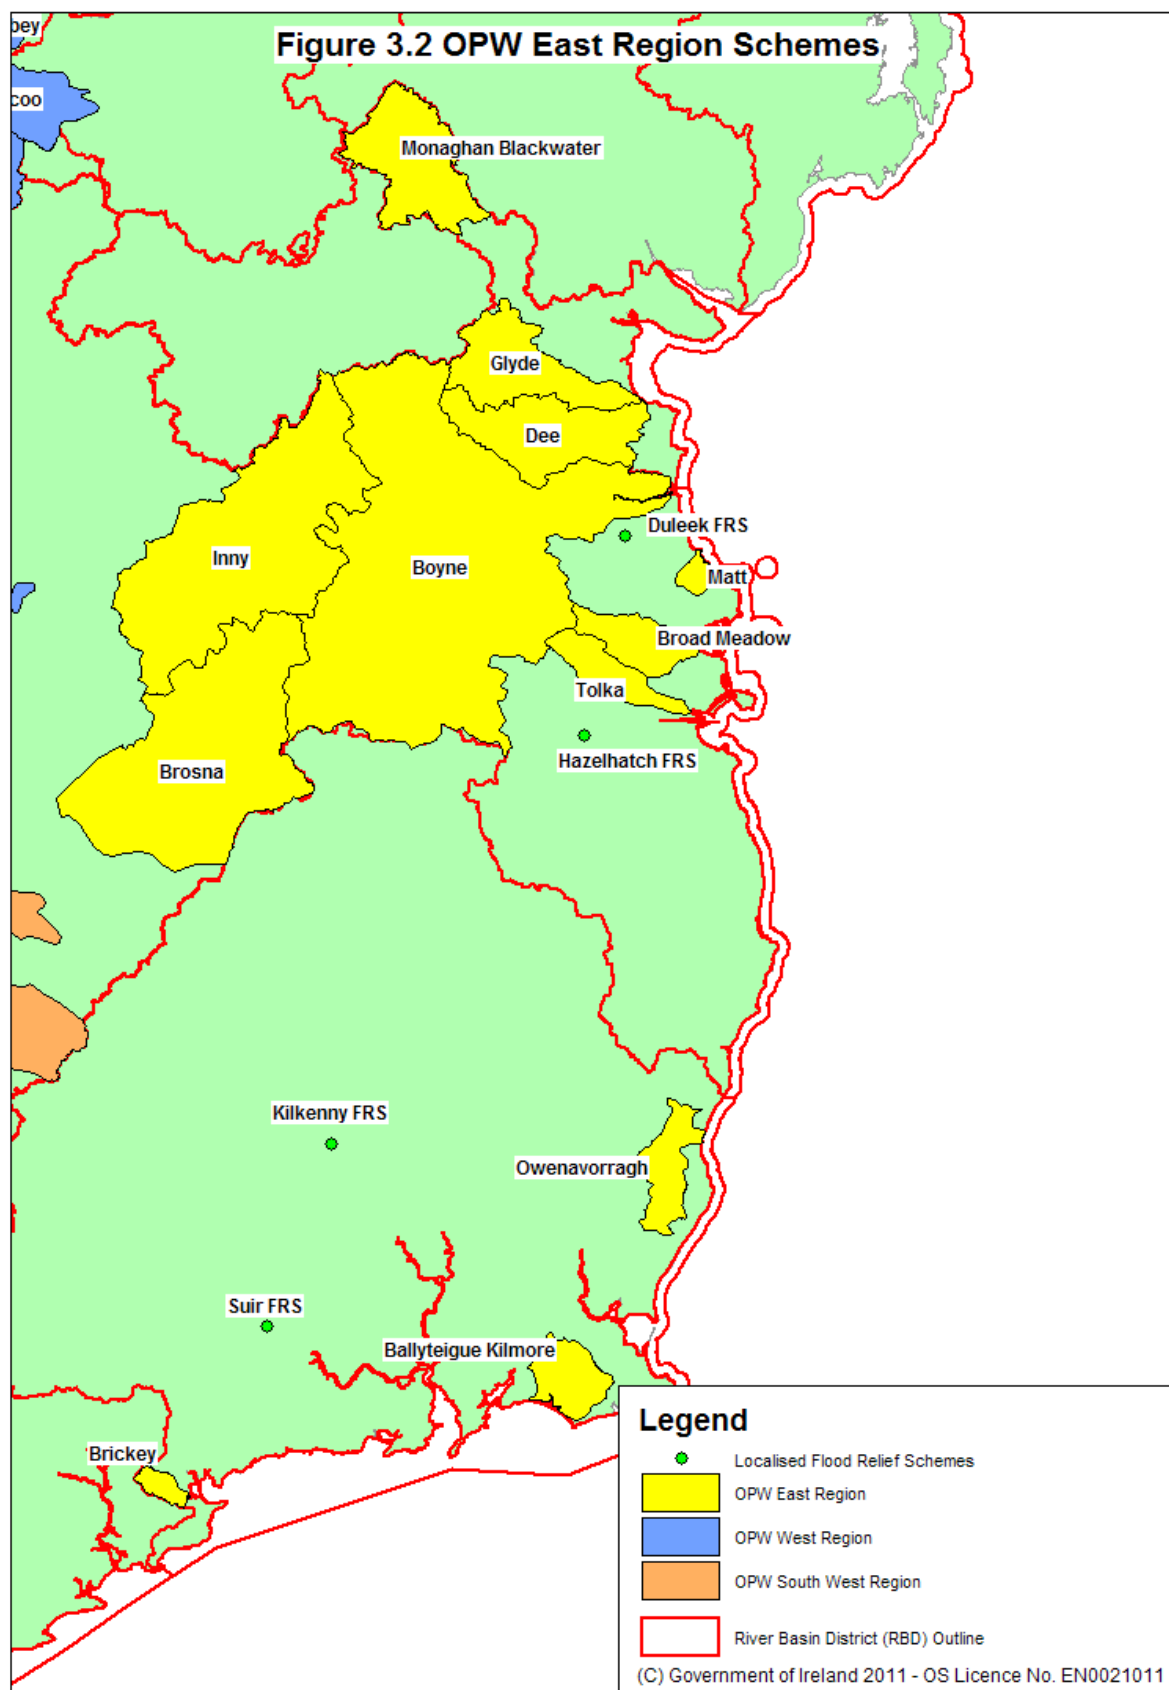 bey
Figure 3.2 OPW East Region Schemes
coo
Monaghan Blackwater
Glyde
Dee
Duleek FRS
Inny
Boyne
Matt
Broad Meadow
Tolka
Hazelhatch FRS
Brosna
Kilkenny FRS
Owenavorragh
Suir FRS
Ballyteigue Kilmore
Brickey
Legend
Localised Flood Relief Schemes
OPW East Region
OPW West Region
OPW South West Region
River Basin District (RBD) Outline
(C) Government of Ireland 2011 - OS Licence No. EN0021011